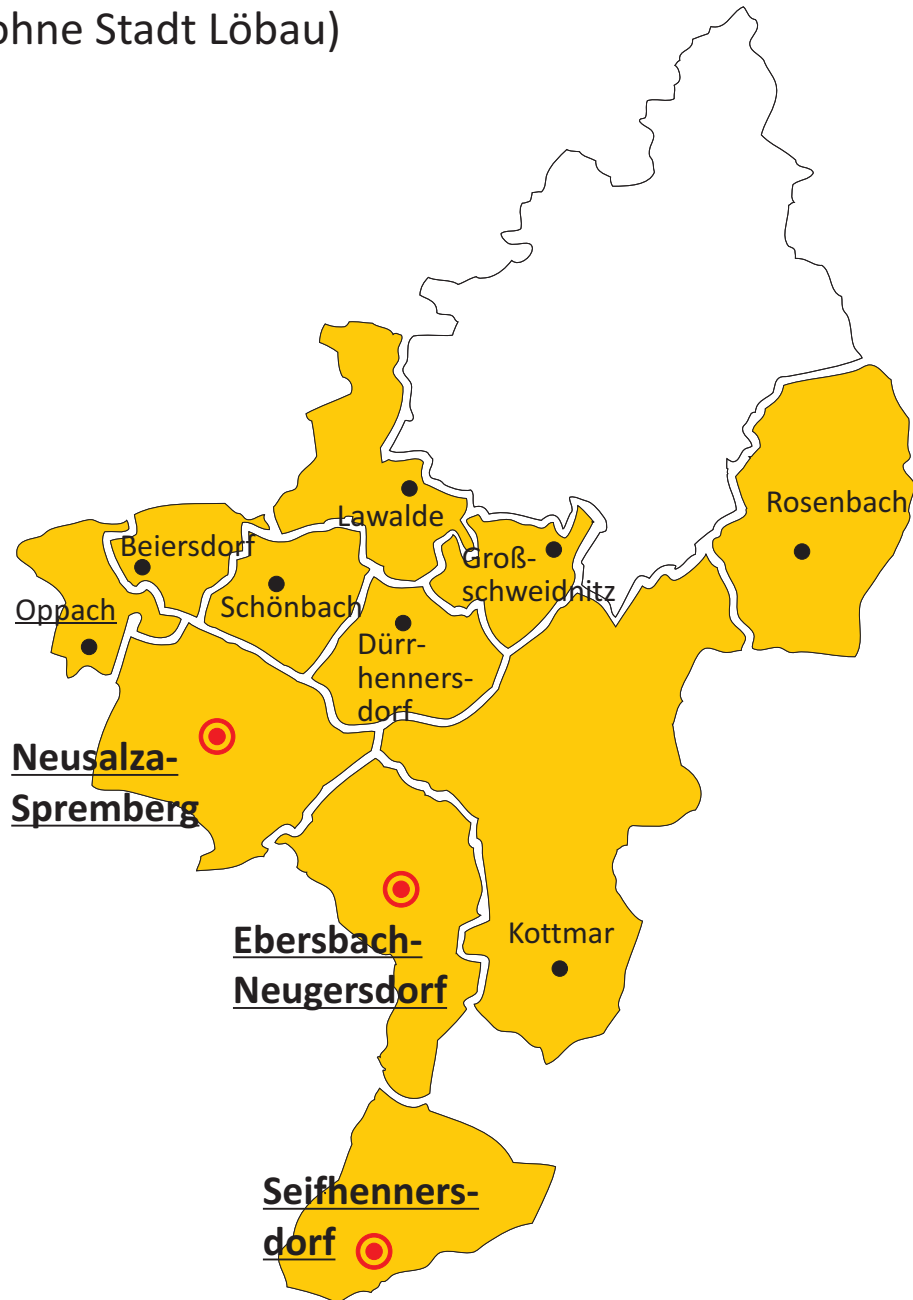 ohne Stadt Löbau)
Lawalde
Rosenbach
Beiersdorf
Groß-
schweidnitz
Oppach
Schönbach
Dürr-
henners-
dorf
Neusalza-
Spremberg
Ebersbach-
Neugersdorf
Kottmar
Seifhenners-
dorf